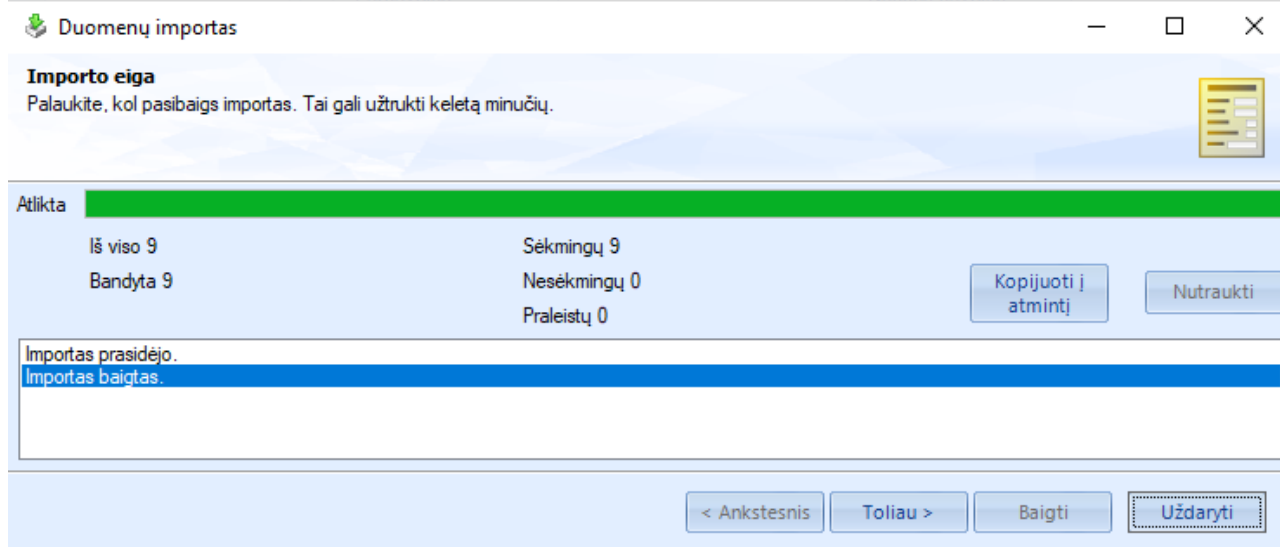 Duomenų importas
Importo eiga
Palaukite, kol pasibaigs importas. Tai gali užtrukti keletą minučių.
Atlikta
Iš viso 9
Sėkmingų 9
Bandyta 9
Nesėkmingų 0
Praleistų 0
Kopijuoti į
atmintį
Nutraukti
Importas prasidėjo.
Importas baigtas.
< Ankstesnis
Toliau >
Baigti
Uždaryti